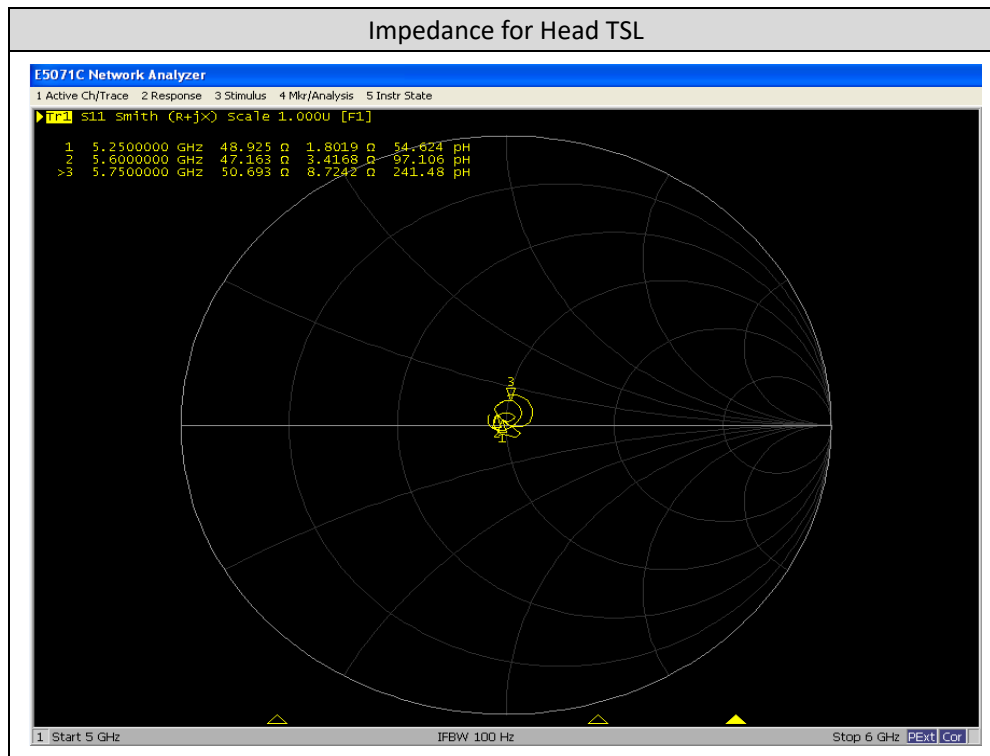 Impedance for Head TSL
E5071C Network Analyzer
1 Active Ch/Trace 2 Response 3 Stimulus 4 Mkr/Analysis 5 Instr State
Tr1 S11 Smith (R+jX) Scale 1.000U [F1]
1 5.2500000 GHz 48.925 Ω 1.8019 Ω 54.624 pH
2 5.6000000 GHz 47.163 Ω 3.4168 Ω 97.106 pH
>3 5.7500000 GHz 50.693 Ω 8.7242 Ω 241.48 pH
3
1
1 Start 5 GHz IFBW 100 Hz Stop 6 GHz PExt Cor